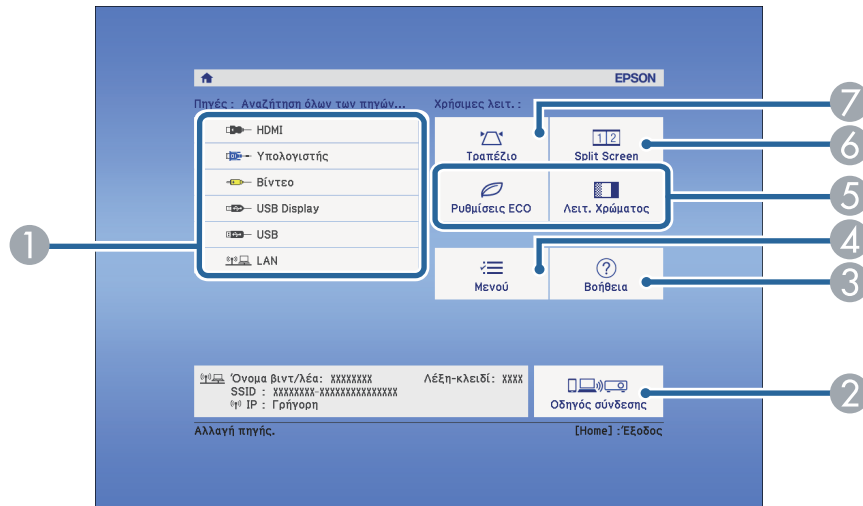 EPSON
Πηγές : Αναζήτηση όλων των πηγών...
Χρήσιμες λειτ. :
HDMI
Υπολογιστής
Βίντεο
USB Display
USB
LAN
Τραπέζιο
1 2
Split Screen
Ρυθμίσεις ECO
Λειτ. Χρώματος
Μενού
?
Βοήθεια
1
7
6
5
4
3
2
Όνομα βιντ/λέα: XXXXXXXX
Λέξη-κλειδί: XXXX
SSID : XXXXXXXX-XXXXXXXXXXXXXXX
IP : Γρήγορη
Οδηγός σύνδεσης
Αλλαγή πηγής.
[Home] :Έξοδος